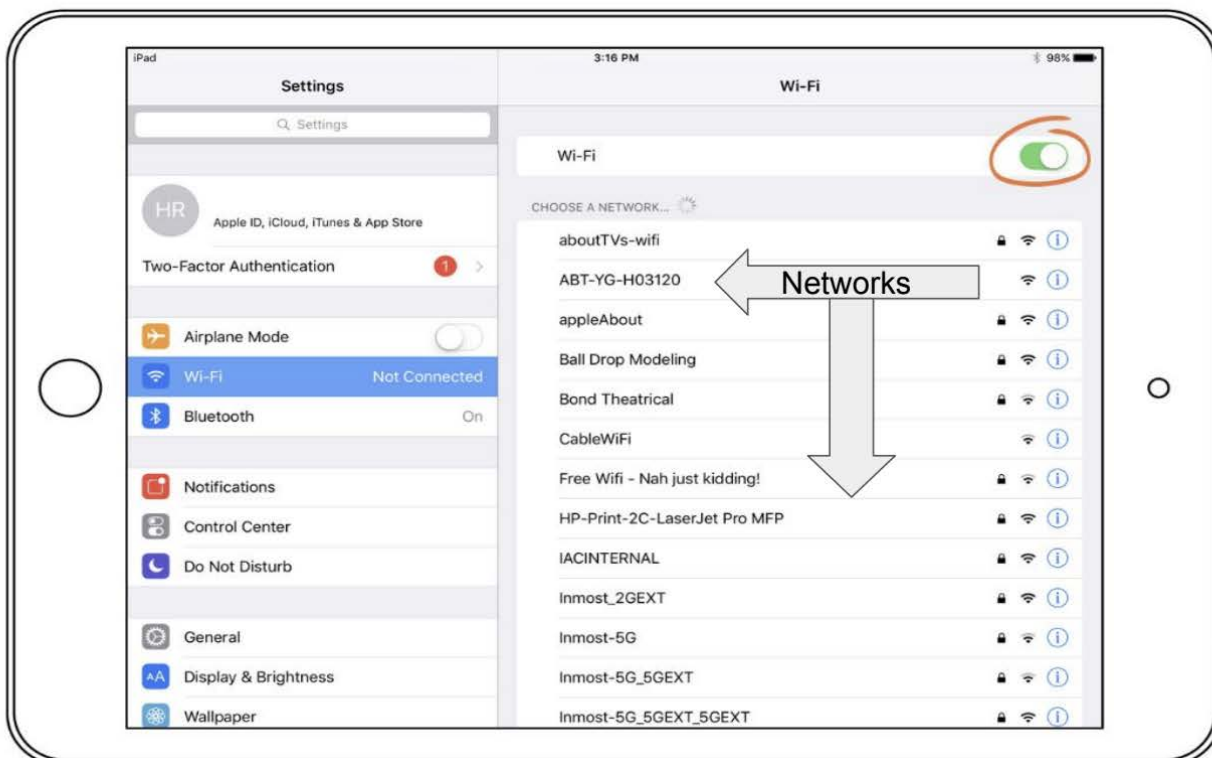 iPad
3:16 PM
98%
Settings
Wi-Fi
Settings
Wi-Fi
HR
Apple ID, iCloud, iTunes & App Store
Two-Factor Authentication
1
Airplane Mode
Wi-Fi
Not Connected
Bluetooth
On
Notifications
Control Center
Do Not Disturb
General
AA
Display & Brightness
Wallpaper
CHOOSE A NETWORK...
aboutTVs-wifi
ABT-YG-H03120
Networks
appleAbout
Ball Drop Modeling
Bond Theatrical
CableWiFi
Free Wifi - Nah just kidding!
HP-Print-2C-LaserJet Pro MFP
IACINTERNAL
Inmost_2GEXT
Inmost-5G
Inmost-5G_5GEXT
Inmost-5G_5GEXT_5GEXT